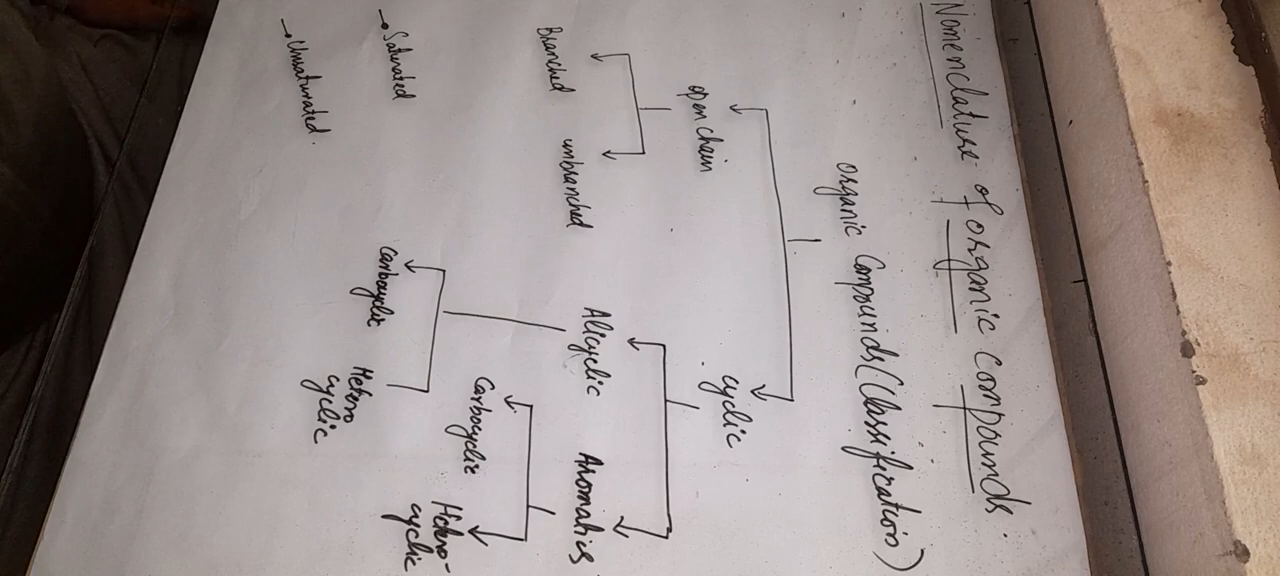 Nomenclature of organic compounds.
organic Compounds (Classification)
open chain
cyclic
Branched
unbranched
Alicyclic
Aromatics
→ Saturated
→ Unsaturated.
Carbocyclic
Hetero
cyclic
Carbocyclic
Hetero-
cyclic